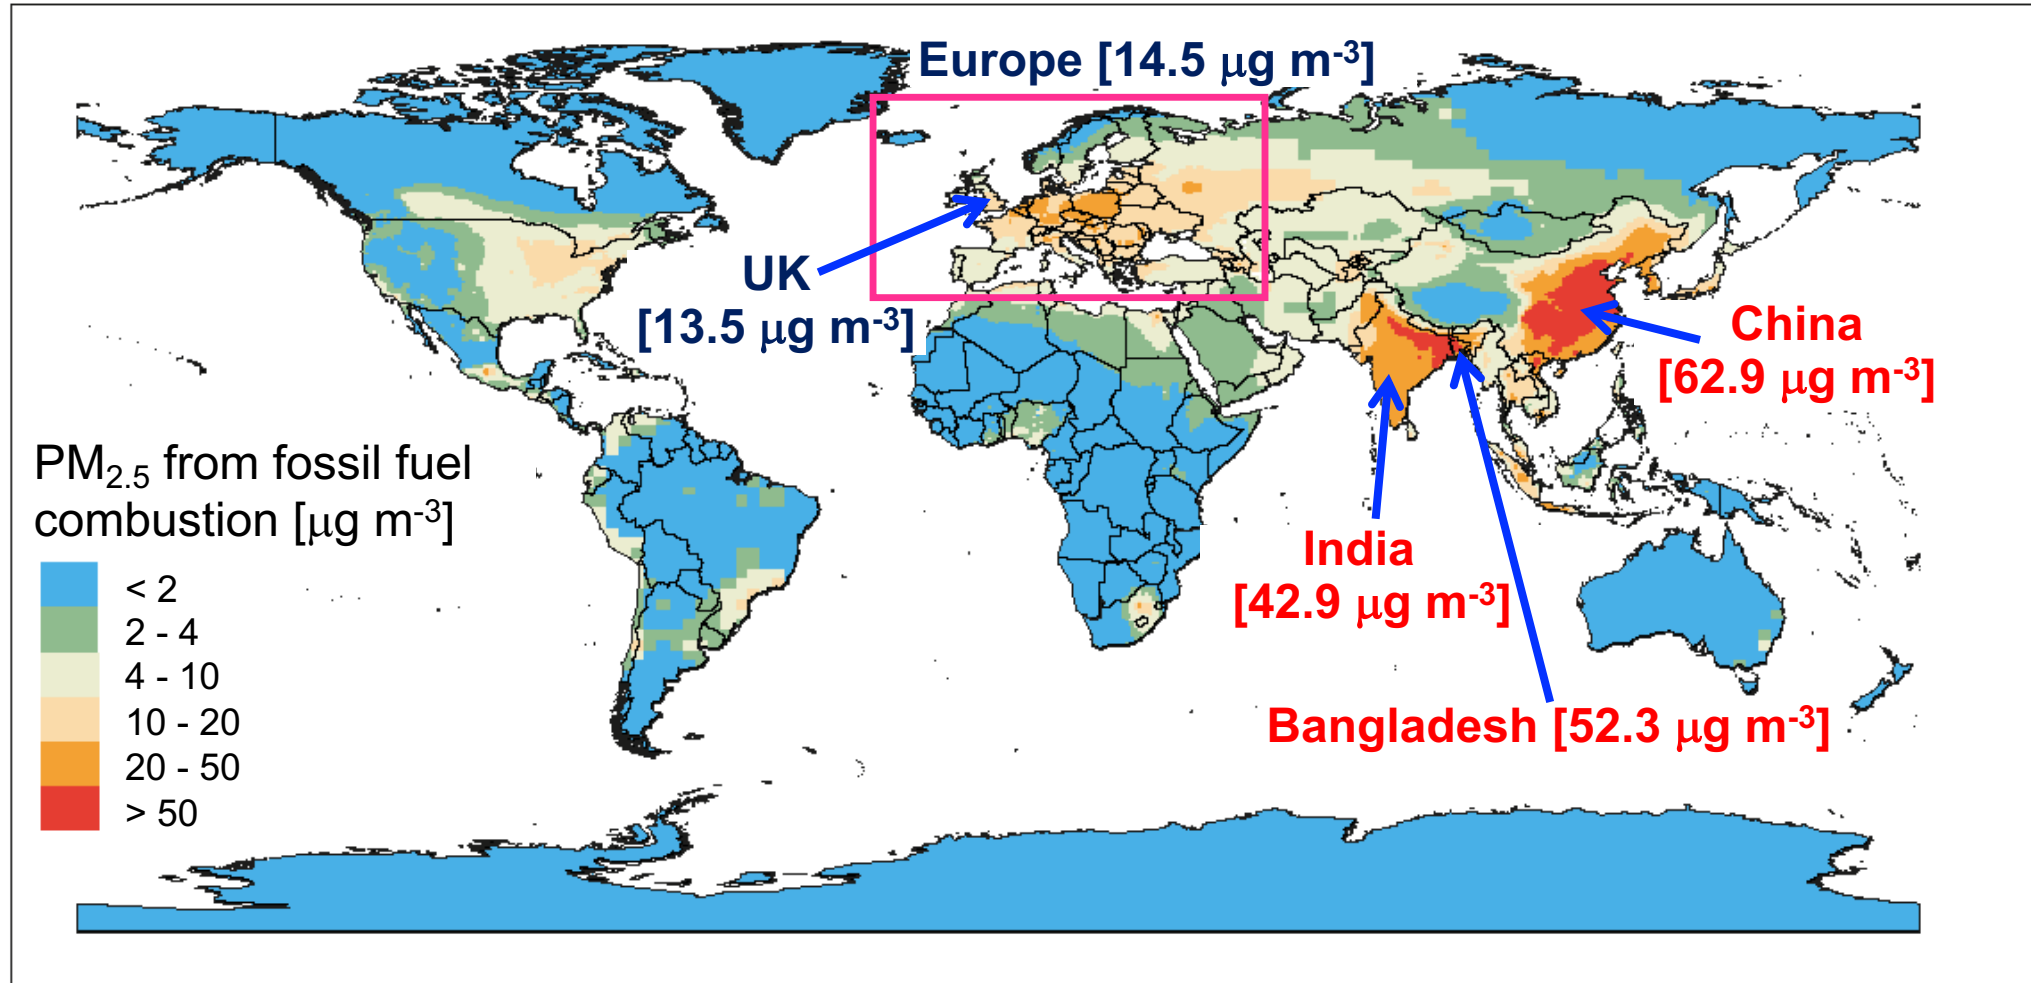 Europe [14.5 μg m⁻³]
UK
[13.5 μg m⁻³]
China
[62.9 μg m⁻³]
India
[42.9 μg m⁻³]
Bangladesh [52.3 μg m⁻³]
PM₂.₅ from fossil fuel
combustion [μg m⁻³]
< 2
2 - 4
4 - 10
10 - 20
20 - 50
> 50